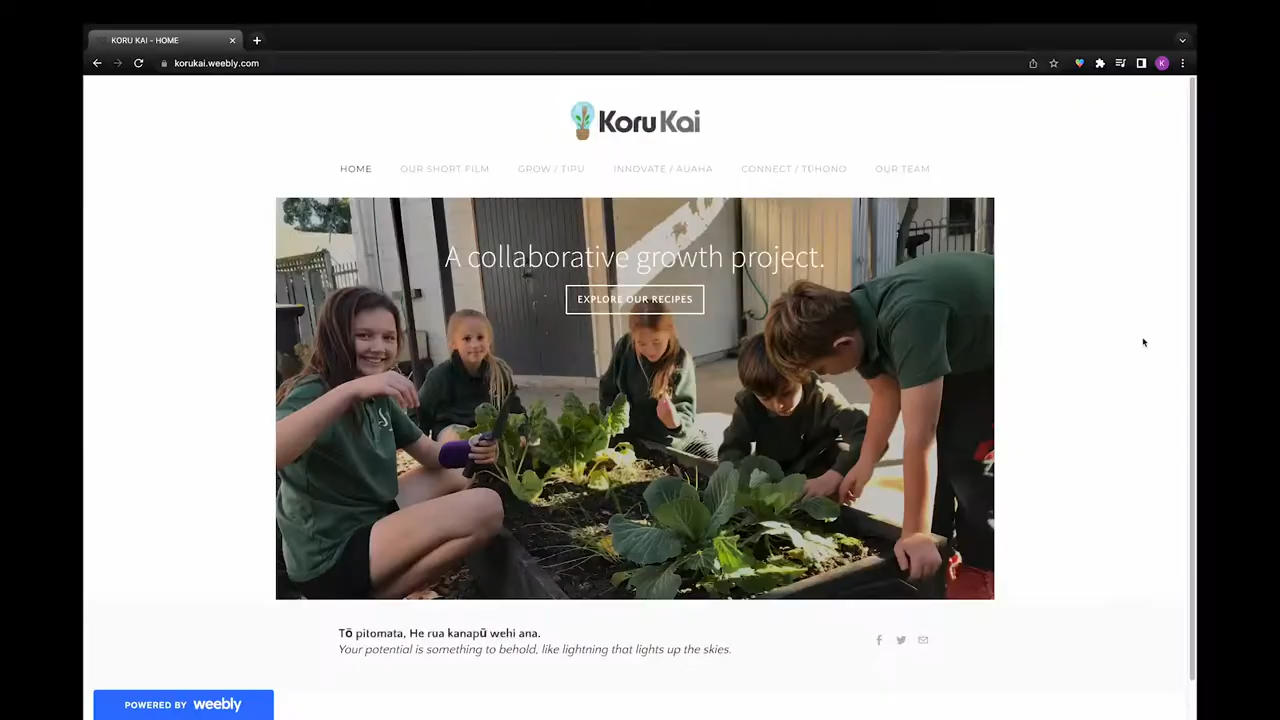 KORU KAI - HOME
korukai.weebly.com
K
Koru Kai
HOME OUR SHORT FILM GROW / TIPU INNOVATE / AUAHA CONNECT / TŪHONO OUR TEAM
A collaborative growth project.
EXPLORE OUR RECIPES
Tō pitomata, He rua kanapū wehi ana.
Your potential is something to behold, like lightning that lights up the skies.
POWERED BY weebly